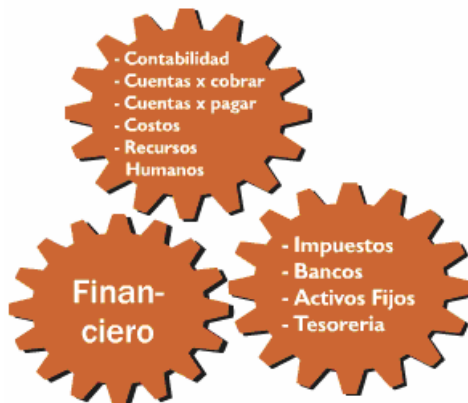 - Contabilidad
- Cuentas x cobrar
- Cuentas x pagar
- Costos
- Recursos
Humanos
Finan-
ciero
- Impuestos
- Bancos
- Activos Fijos
- Tesoreria